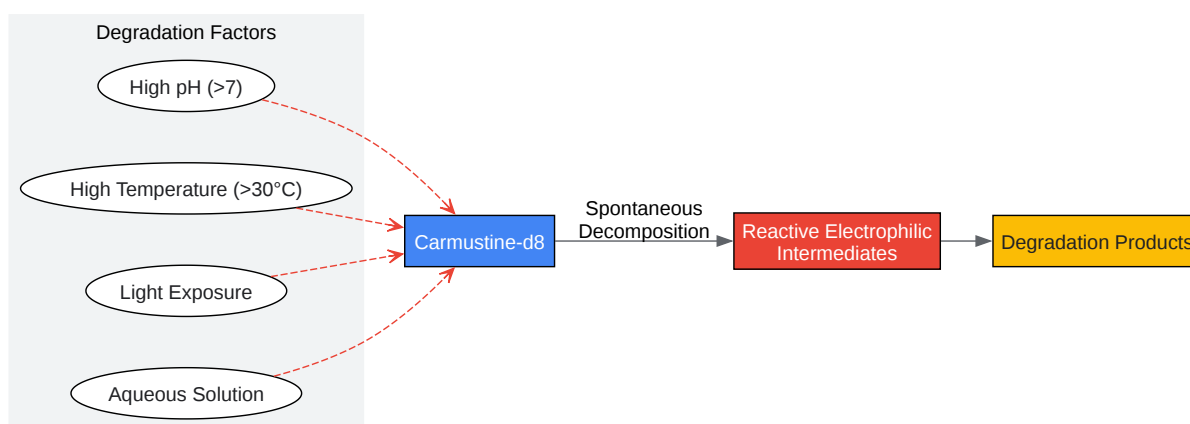 Degradation Factors
High pH (>7)
High Temperature (>30°C)
Light Exposure
Aqueous Solution
Carmustine-d8
Spontaneous
Decomposition
Reactive Electrophilic
Intermediates
Degradation Products